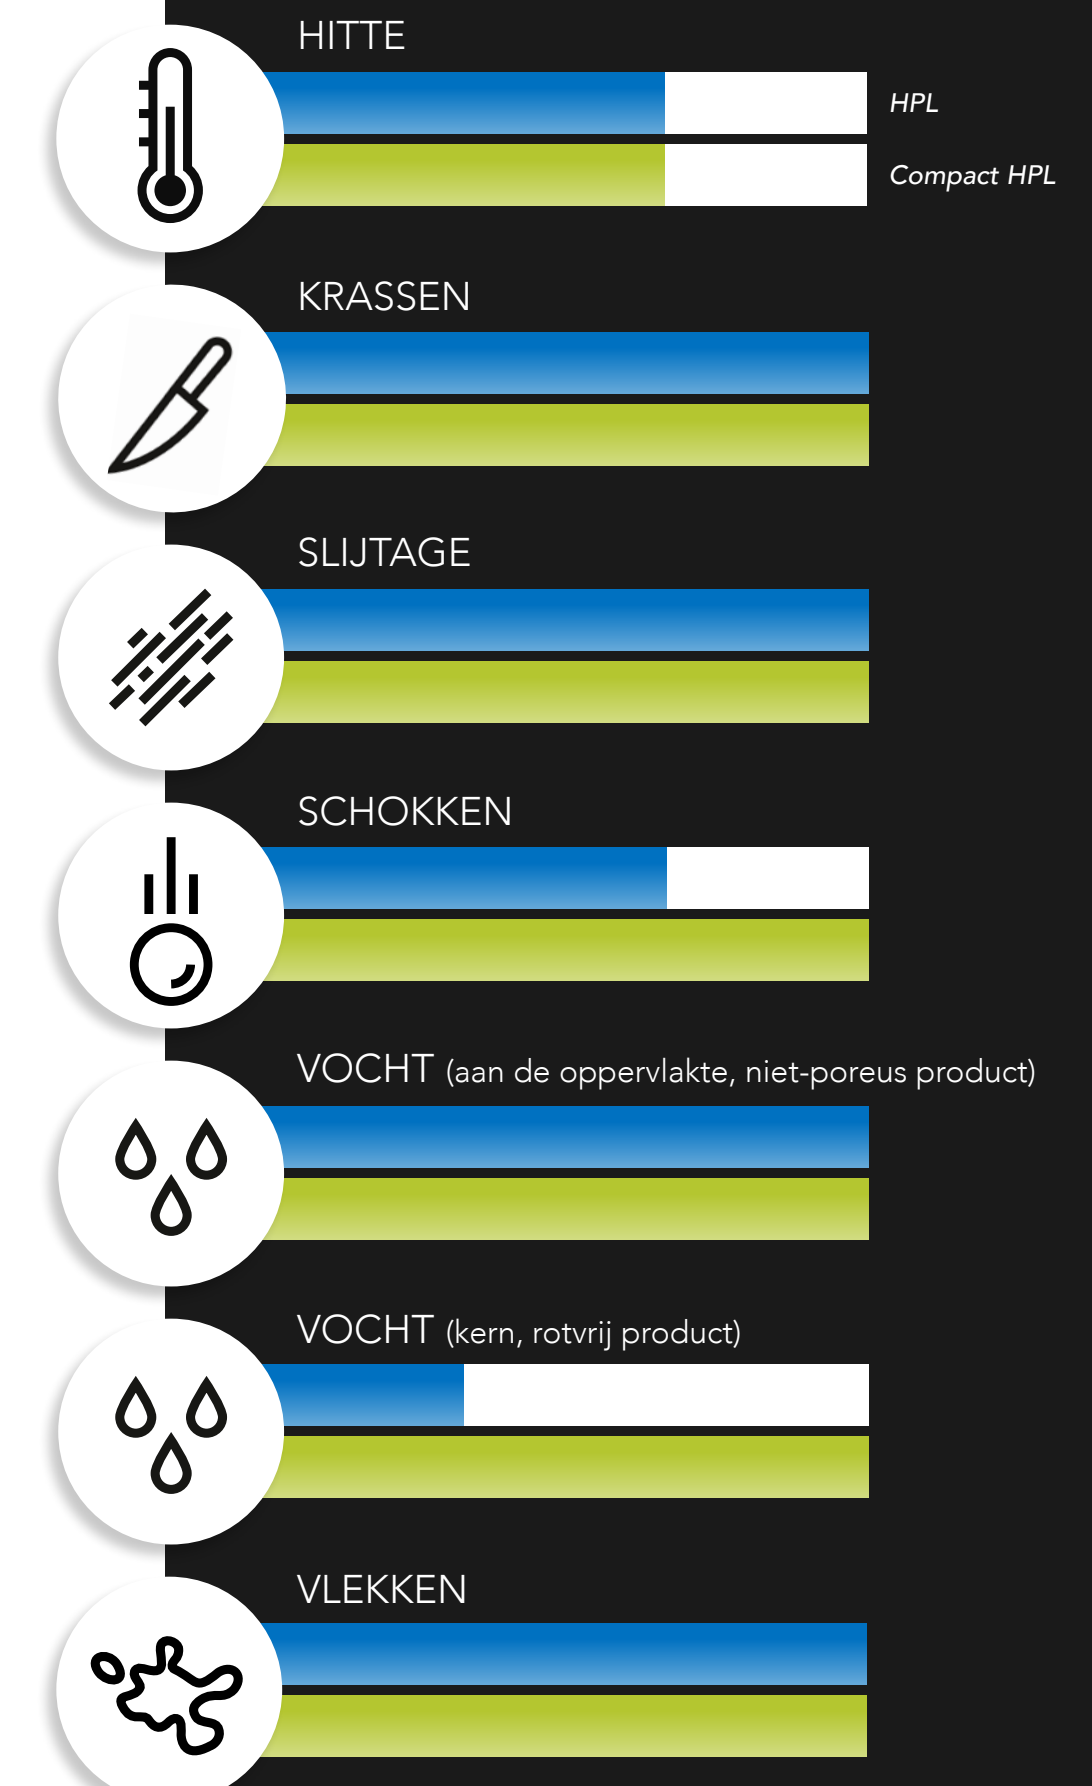 HITTE
HPL
Compact HPL
KRASSEN
SLIJTAGE
SCHOKKEN
VOCHT (aan de oppervlakte, niet-poreus product)
VOCHT (kern, rotvrij product)
VLEKKEN